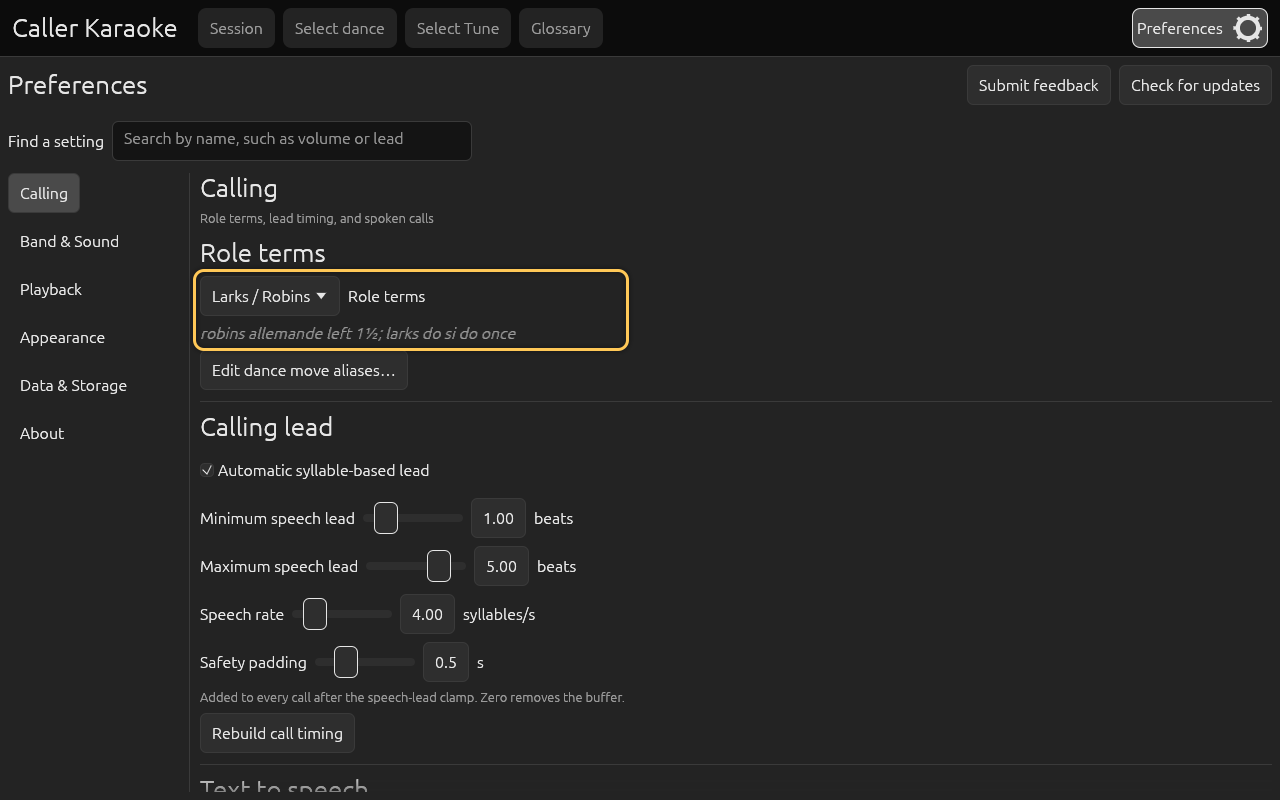 Caller Karaoke Session Select dance Select Tune Glossary Preferences
Preferences Submit feedback Check for updates
Find a setting Search by name, such as volume or lead
Calling
Band & Sound
Playback
Appearance
Data & Storage
About
Calling
Role terms, lead timing, and spoken calls
Role terms
Larks / Robins Role terms
robins allemande left 1½; larks do si do once
Edit dance move aliases…
Calling lead
Automatic syllable-based lead
Minimum speech lead 1.00 beats
Maximum speech lead 5.00 beats
Speech rate 4.00 syllables/s
Safety padding 0.5 s
Added to every call after the speech-lead clamp. Zero removes the buffer.
Rebuild call timing
Text to speech